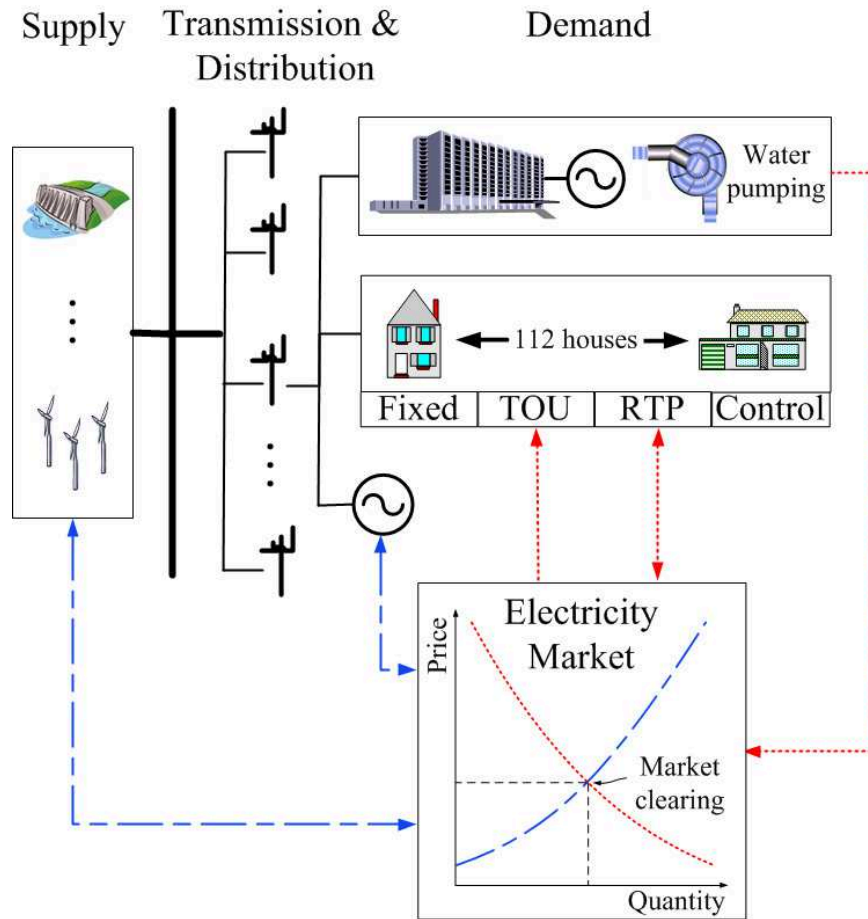 Supply
Transmission &
Distribution
Demand
Water
pumping
112 houses
Fixed
TOU
RTP
Control
Electricity
Market
Price
Market
clearing
Quantity